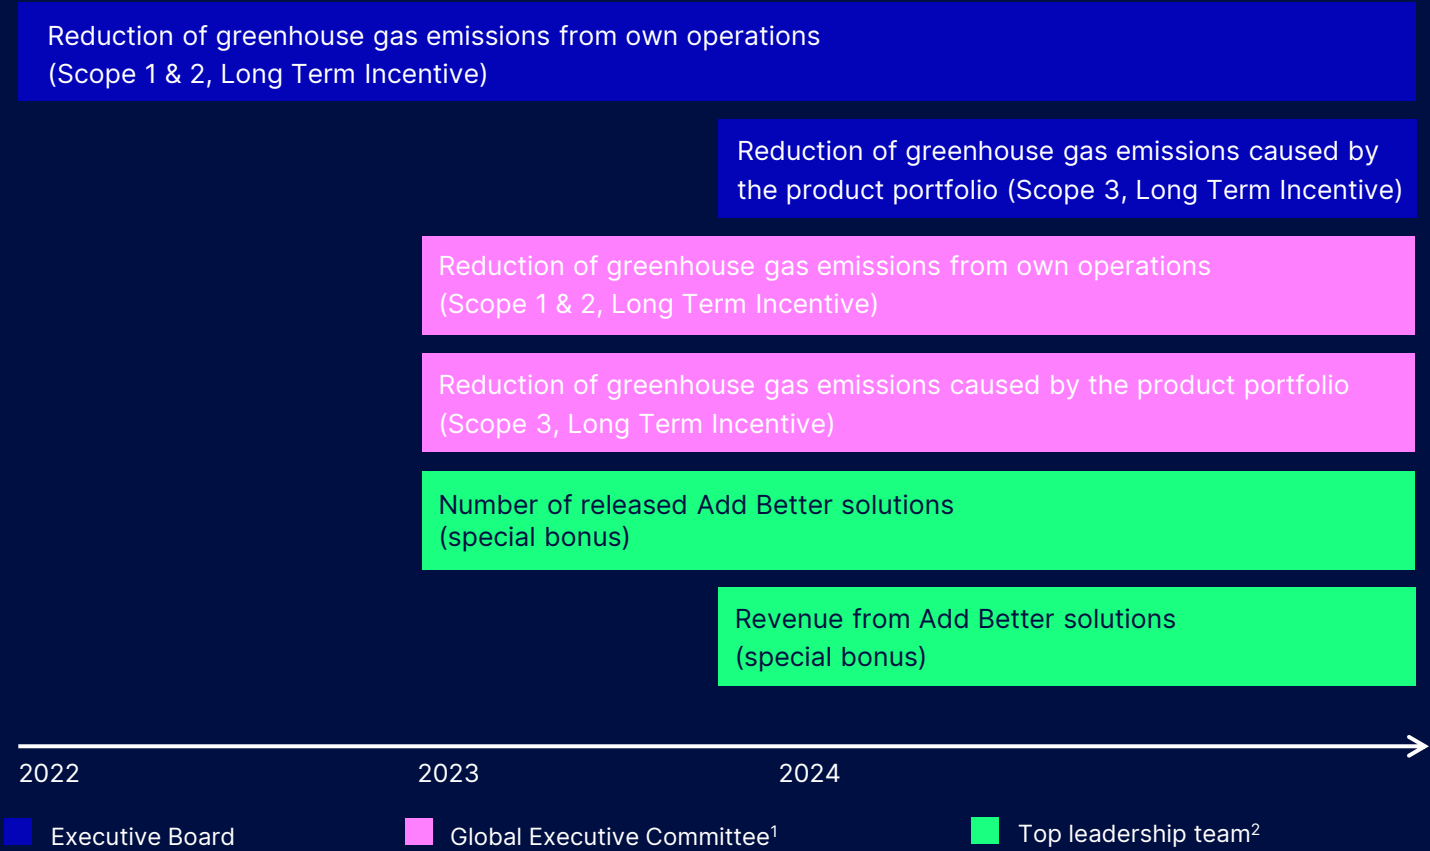 Reduction of greenhouse gas emissions from own operations
(Scope 1 & 2, Long Term Incentive)
Reduction of greenhouse gas emissions caused by
the product portfolio (Scope 3, Long Term Incentive)
Reduction of greenhouse gas emissions from own operations
(Scope 1 & 2, Long Term Incentive)
Reduction of greenhouse gas emissions caused by the product portfolio
(Scope 3, Long Term Incentive)
Number of released Add Better solutions
(special bonus)
Revenue from Add Better solutions
(special bonus)
2022 2023 2024
Executive Board Global Executive Committee¹ Top leadership team²